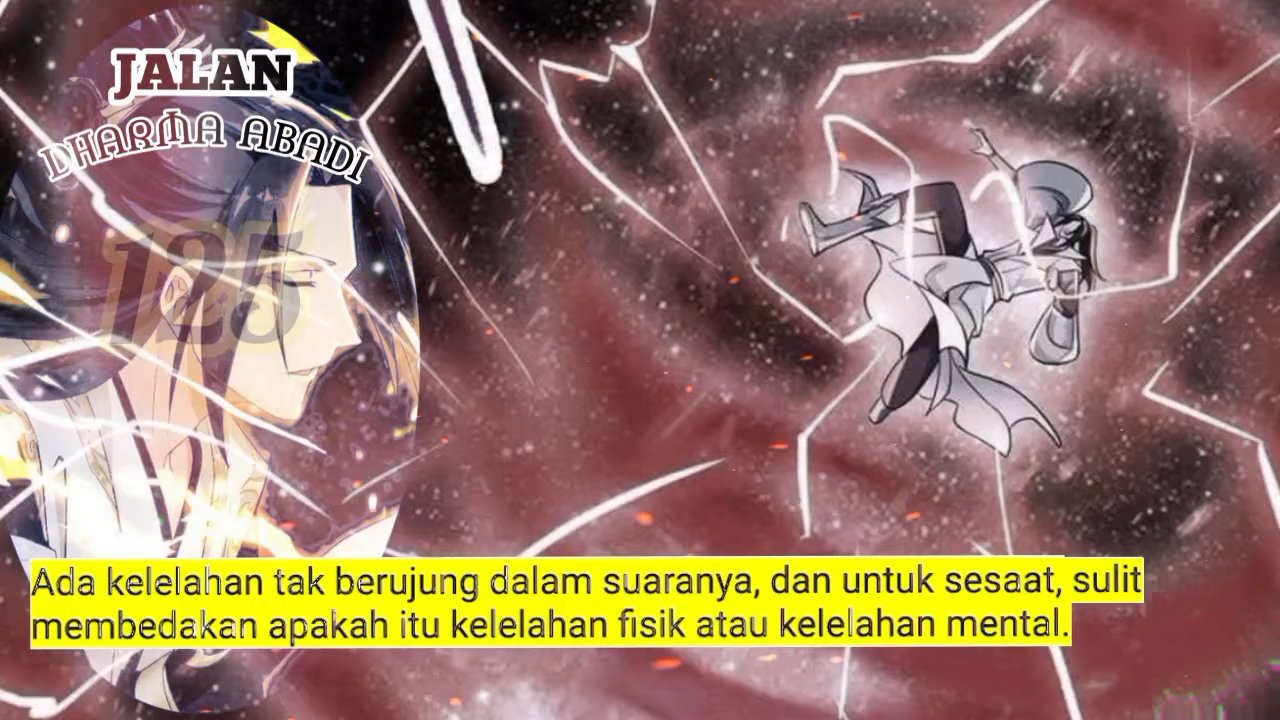 JALAN
DHARMA ABADI
125
Ada kelelahan tak berujung dalam suaranya, dan untuk sesaat, sulit
membedakan apakah itu kelelahan fisik atau kelelahan mental.